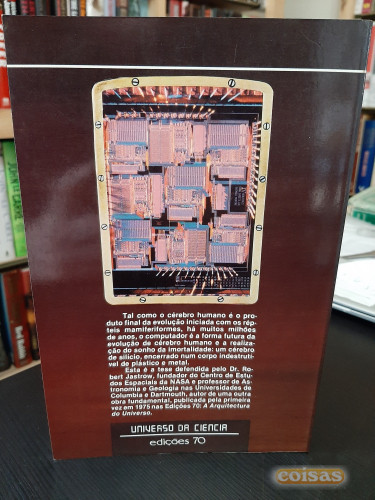 Tal como o cérebro humano é o pro-
duto final da evolução iniciada com os rép-
teis mamiferiformes, há muitos milhões
de anos, o computador é a forma futura da
evolução do cérebro humano e a realiza-
ção do sonho da imortalidade: um cérebro
de silício, encerrado num corpo indestrutí-
vel de plástico e metal.
Esta é a tese defendida pelo Dr. Ro-
bert Jastrow, fundador do Centro de Estu-
dos Espaciais da NASA e professor de As-
tronomia e Geologia nas Universidades de
Columbia e Dartmouth, autor de uma outra
obra fundamental, publicada pela primeira
vez em 1975 nas Edições 70: A Arquitectura
do Universo.
UNIVERSO DA CIÊNCIA
edições 70
coisas